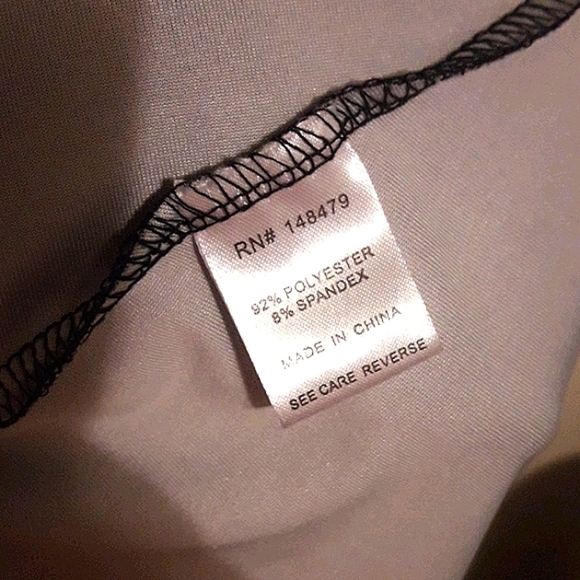 RN# 148479
92% POLYESTER
8% SPANDEX
MADE IN CHINA
SEE CARE REVERSE